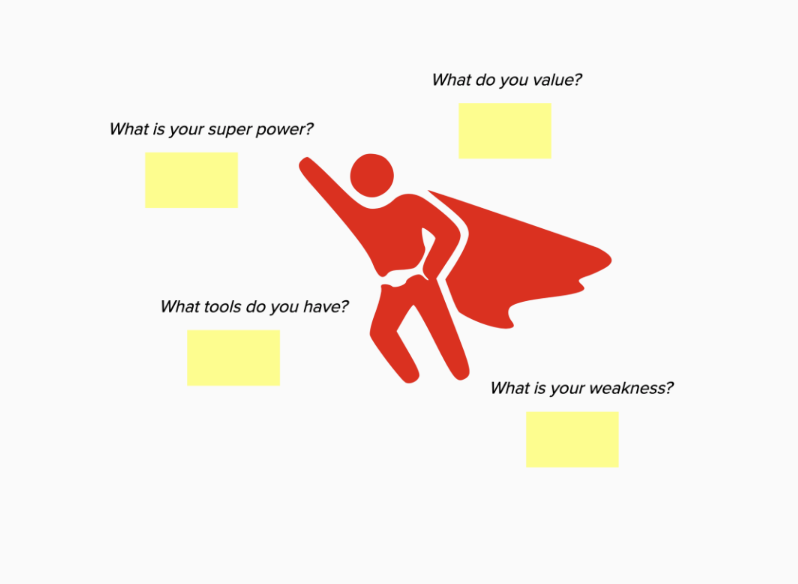 What do you value?
What is your super power?
What tools do you have?
What is your weakness?